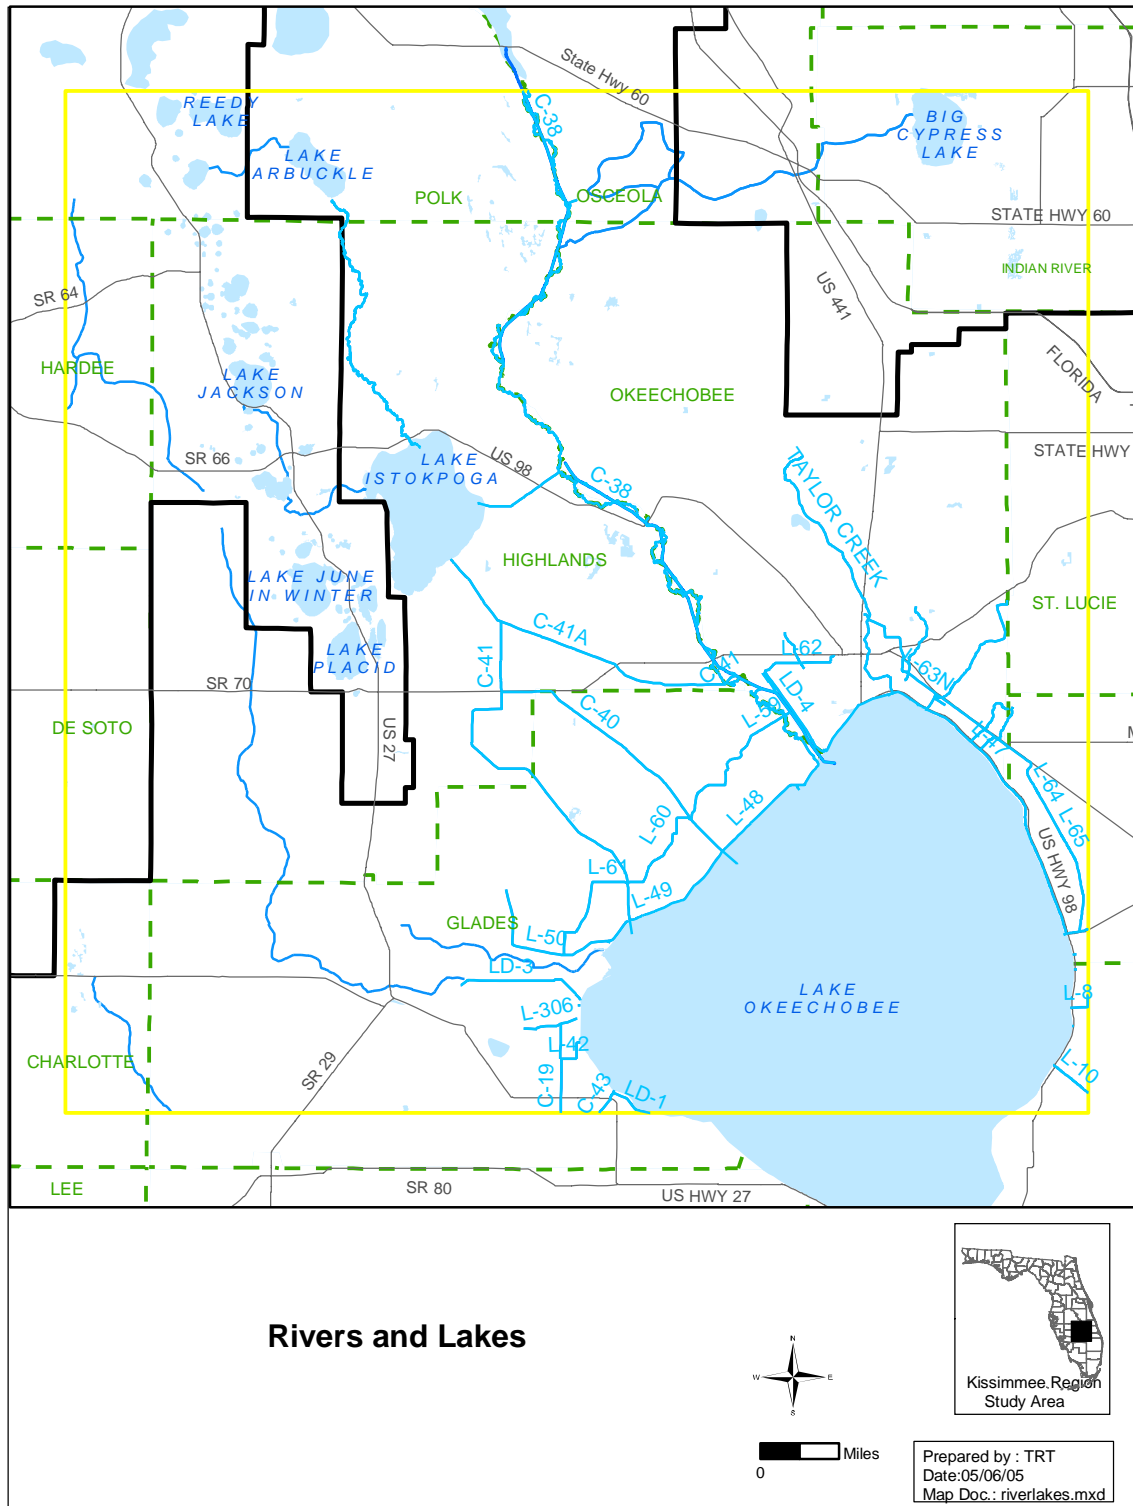 State Hwy 60
C-38
REEDY
LAKE
BIG
CYPRESS
LAKE
LAKE
ARBUCKLE
POLK
OSCEOLA
STATE HWY 60
INDIAN RIVER
SR 64
US 441
HARDEE
FLORIDA
LAKE
JACKSON
OKEECHOBEE
SR 66
LAKE
ISTOKPOGA
US 98
STATE HWY
C-38
TAYLOR CREEK
HIGHLANDS
LAKE JUNE
IN WINTER
ST. LUCIE
C-41A
L-62
LAKE
PLACID
C-41
C-41
L-63N
SR 70
LD-4
L-59
C-40
DE SOTO
US 27
L-47
M
L-64
L-48
L-60
L-65
L-61
US HWY 98
L-49
GLADES
L-50
LD-3
LAKE
OKEECHOBEE
L-8
L-306
L-42
CHARLOTTE
SR 29
C-19
C-43
LD-1
L-10
LEE
SR 80
US HWY 27
Rivers and Lakes
N
W
E
S
Kissimmee Region
Study Area
Miles
0
Prepared by : TRT
Date:05/06/05
Map Doc.: riverlakes.mxd